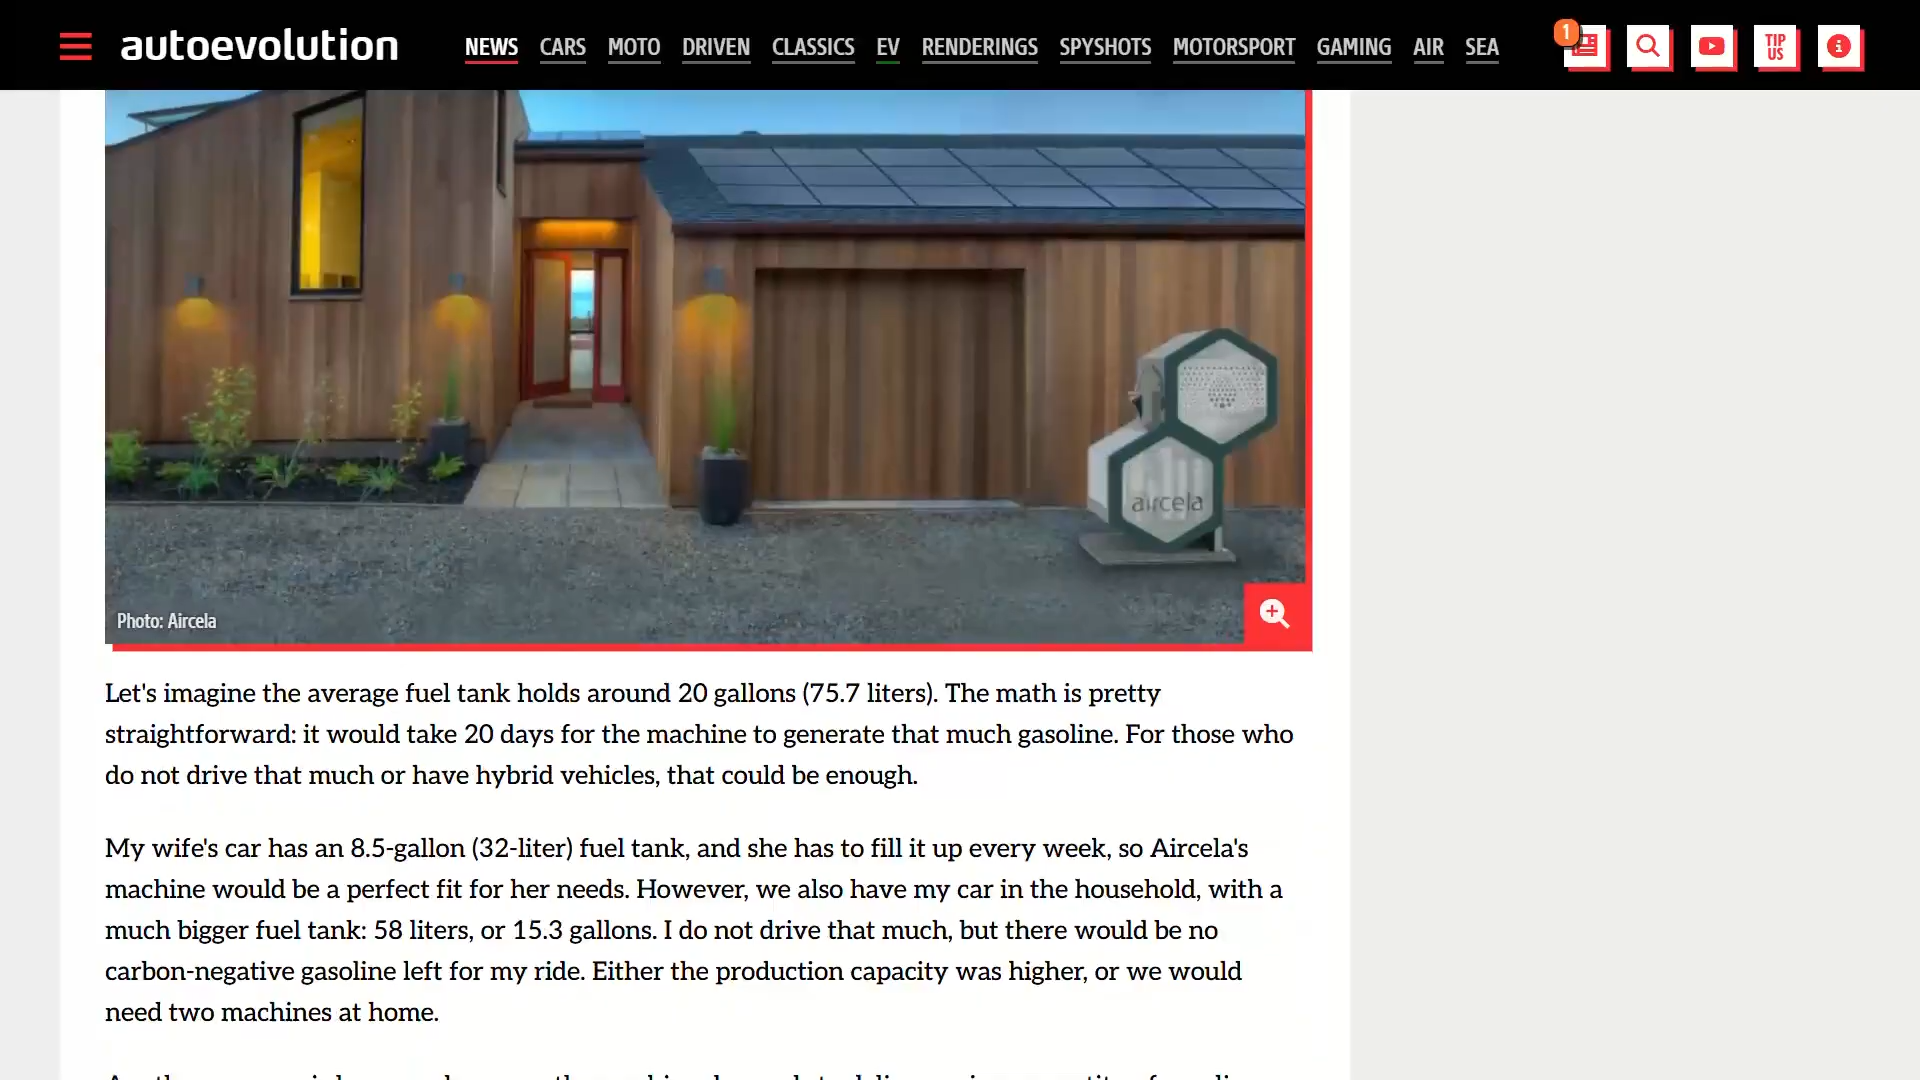 autoevolution
NEWS CARS MOTO DRIVEN CLASSICS EV RENDERINGS SPYSHOTS MOTORSPORT GAMING AIR SEA
1
TIP
US
aircela
Photo: Aircela
Let's imagine the average fuel tank holds around 20 gallons (75.7 liters). The math is pretty
straightforward: it would take 20 days for the machine to generate that much gasoline. For those who
do not drive that much or have hybrid vehicles, that could be enough.
My wife's car has an 8.5-gallon (32-liter) fuel tank, and she has to fill it up every week, so Aircela's
machine would be a perfect fit for her needs. However, we also have my car in the household, with a
much bigger fuel tank: 58 liters, or 15.3 gallons. I do not drive that much, but there would be no
carbon-negative gasoline left for my ride. Either the production capacity was higher, or we would
need two machines at home.